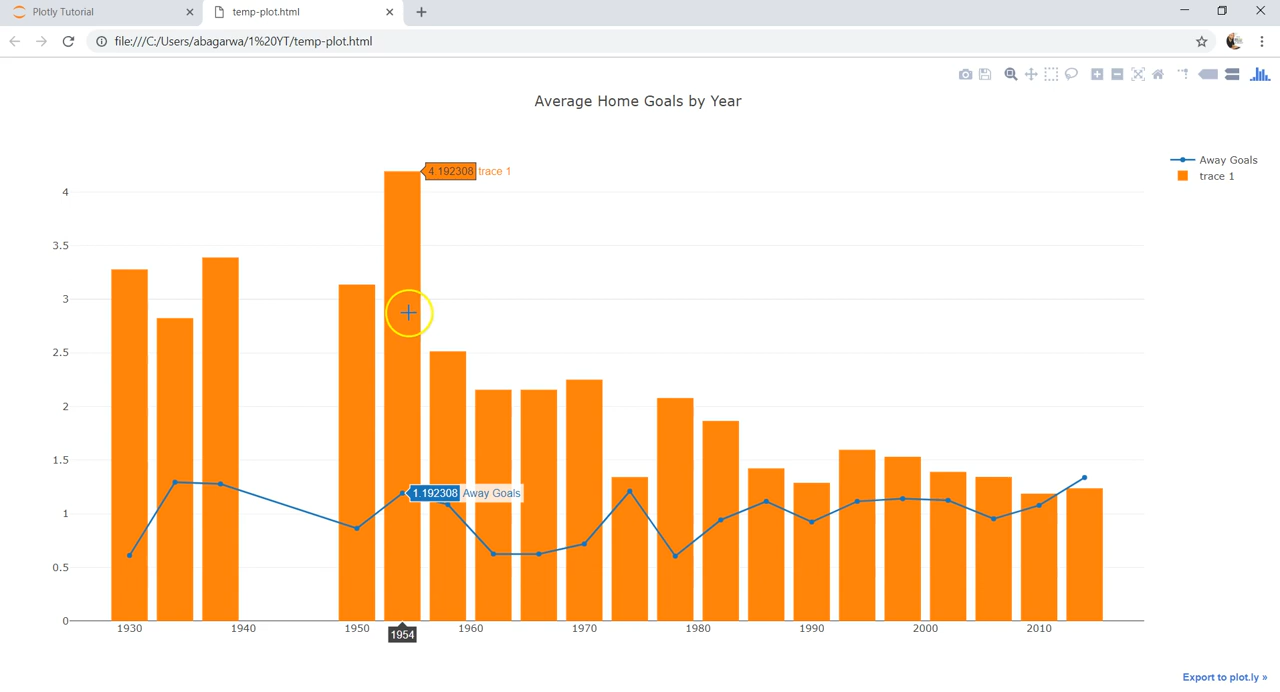 Plotly Tutorial
temp-plot.html
file:///C:/Users/abagarwa/1%20YT/temp-plot.html
Average Home Goals by Year
Away Goals
trace 1
4.192308 trace 1
1.192308 Away Goals
4
3.5
3
2.5
2
1.5
1
0.5
0
1930 1940 1950 1960 1970 1980 1990 2000 2010
1954
Export to plot.ly »